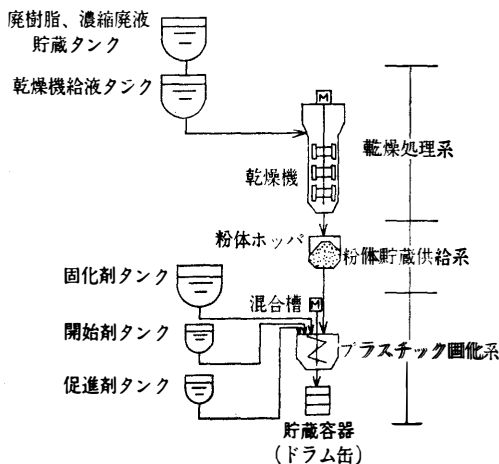 廃樹脂、濃縮廃液
貯蔵タンク
乾燥機給液タンク
M
乾燥処理系
乾燥機
粉体ホッパ
粉体貯蔵供給系
固化剤タンク
混合槽
M
開始剤タンク
プラスチック固化系
促進剤タンク
貯蔵容器
(ドラム缶)